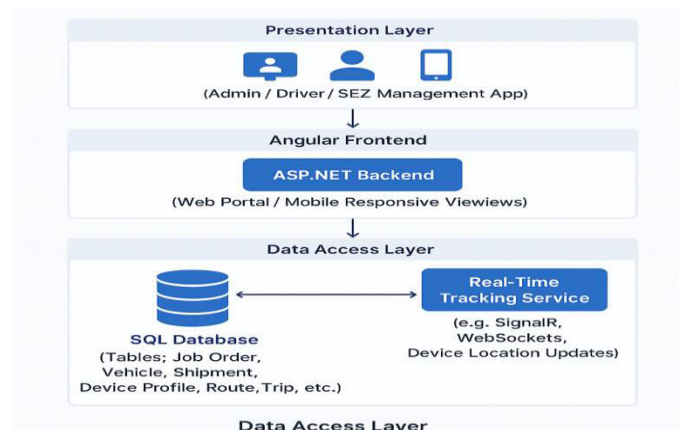 Presentation Layer
(Admin / Driver / SEZ Management App)
Angular Frontend
ASP.NET Backend
(Web Portal / Mobile Responsive Viewiews)
Data Access Layer
SQL Database
(Tables; Job Order,
Vehicle, Shipment,
Device Profile, Route,Trip, etc.)
Real-Time
Tracking Service
(e.g. SignalR,
WebSockets,
Device Location Updates)
Data Access Layer